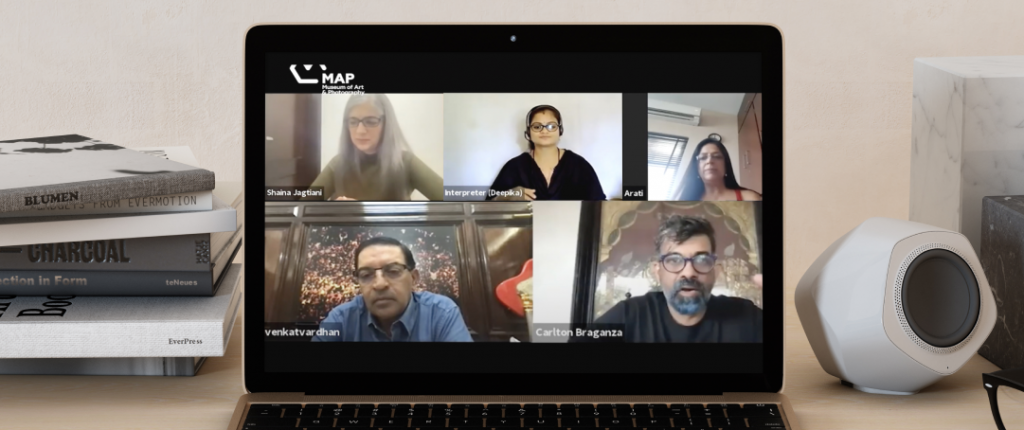 MAP
Museum of Art
& Photography
Shaina Jagtiani
Interpreter (Deepika)
Arati
venkatvardhan
Carlton Braganza
BLUMEN
FROM EVERMOTION
CHARCOAL
ction in Form
teNeues
EverPress